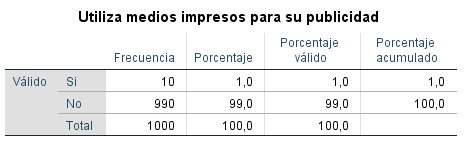 Utiliza medios impresos para su publicidad
Frecuencia Porcentaje Porcentaje válido Porcentaje acumulado
Válido Si 10 1,0 1,0 1,0
No 990 99,0 99,0 100,0
Total 1000 100,0 100,0